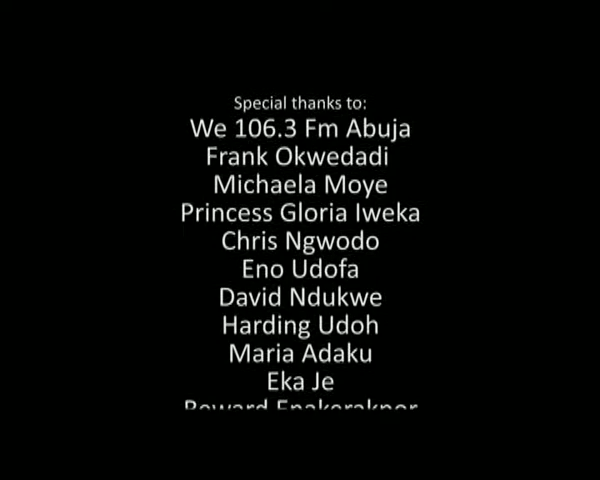 Special thanks to:
We 106.3 Fm Abuja
Frank Okwedadi
Michaela Moye
Princess Gloria Iweka
Chris Ngwodo
Eno Udofa
David Ndukwe
Harding Udoh
Maria Adaku
Eka Je